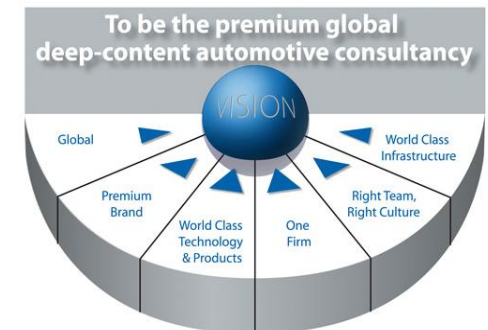 To be the premium global
deep-content automotive consultancy
VISION
Global
Premium
Brand
World Class
Technology
& Products
One
Firm
Right Team,
Right Culture
World Class
Infrastructure